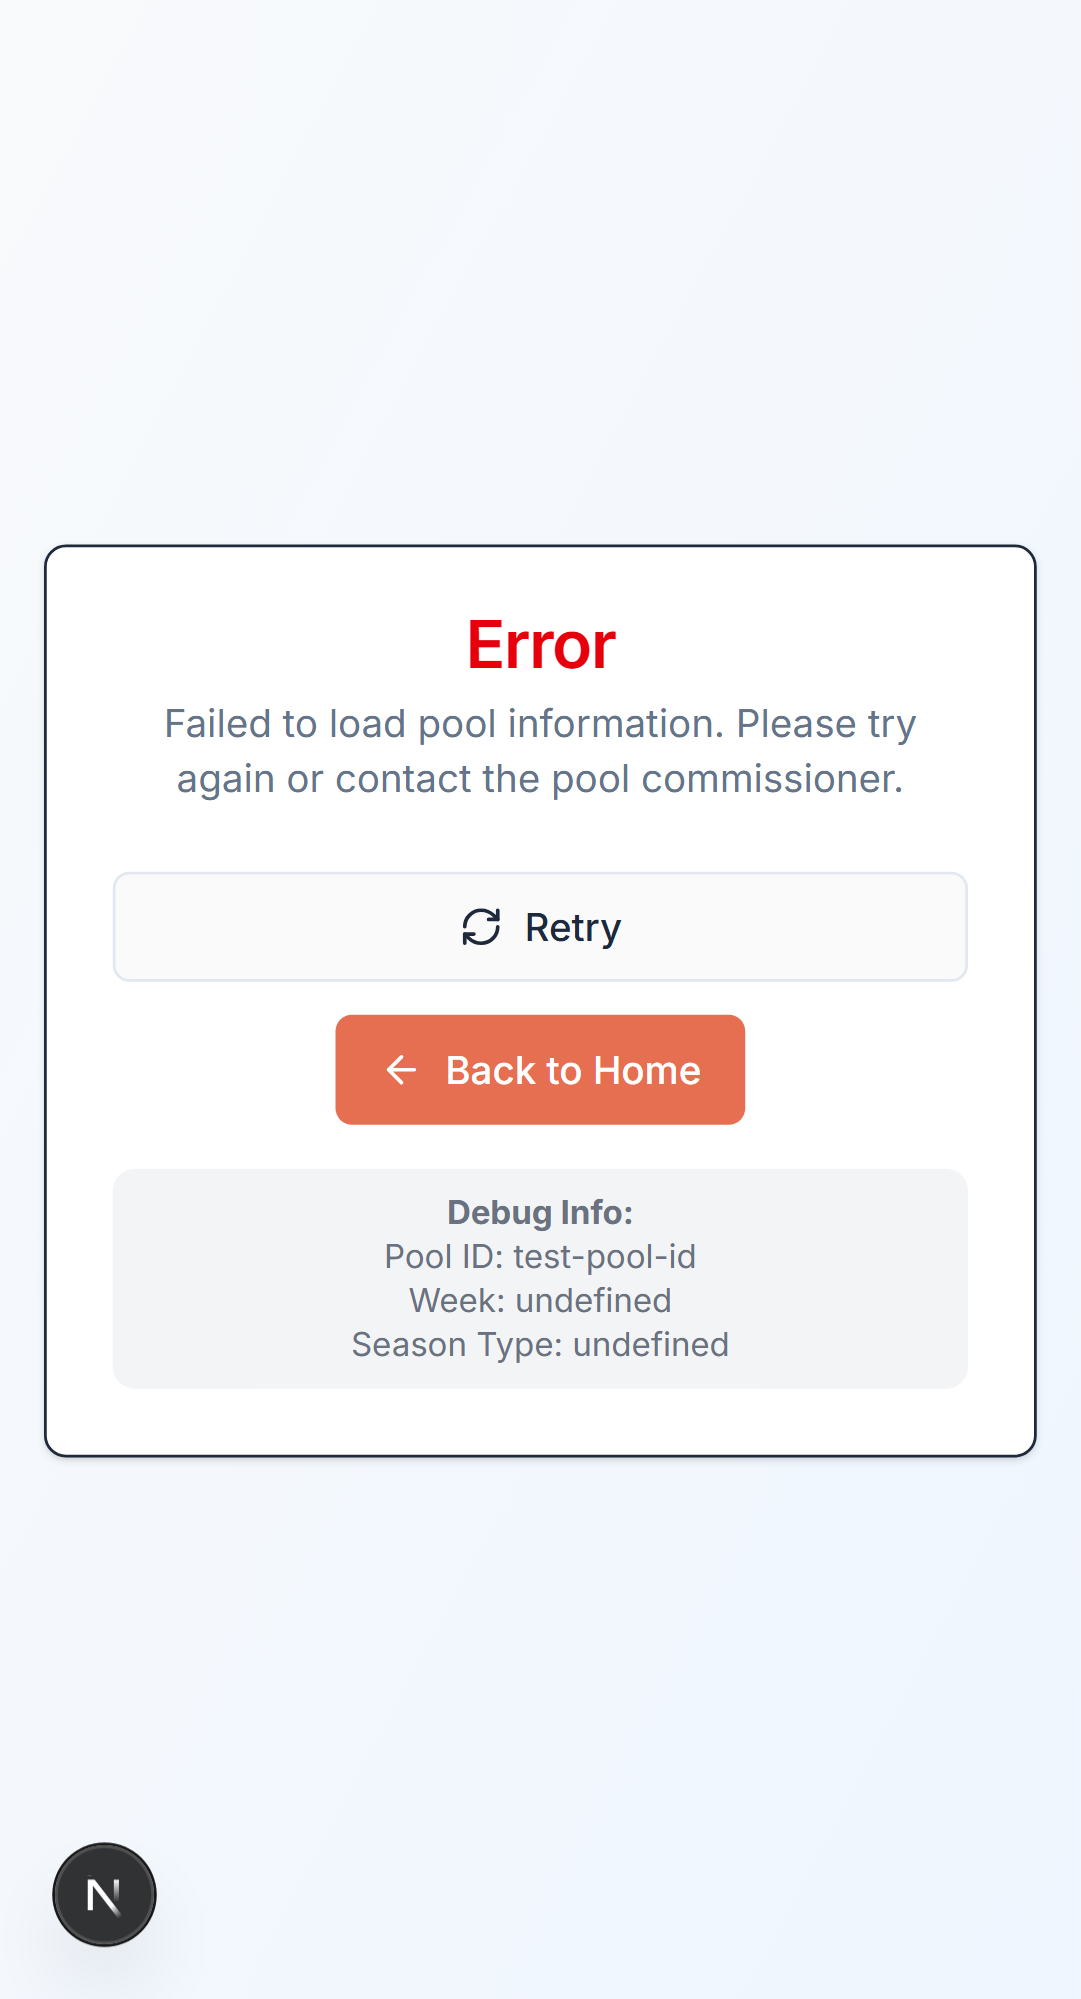 Error
Failed to load pool information. Please try
again or contact the pool commissioner.
Retry
Back to Home
Debug Info:
Pool ID: test-pool-id
Week: undefined
Season Type: undefined
N